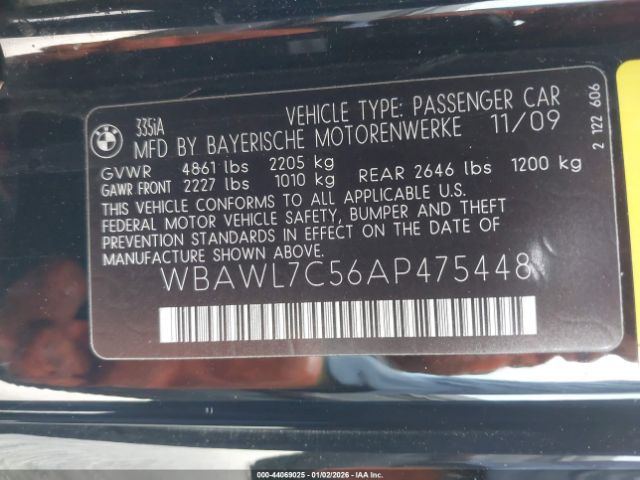 BMW
335iA VEHICLE TYPE: PASSENGER CAR
MFD BY BAYERISCHE MOTORENWERKE 11/09
GVWR 4861 lbs 2205 kg
GAWR FRONT 2227 lbs 1010 kg REAR 2646 lbs 1200 kg
THIS VEHICLE CONFORMS TO ALL APPLICABLE U.S.
FEDERAL MOTOR VEHICLE SAFETY, BUMPER AND THEFT
PREVENTION STANDARDS IN EFFECT ON THE DATE OF
MANUFACTURE SHOWN ABOVE.
WBAWL7C56AP475448
2 122 606
000-44069025 - 01/02/2026 - IAA Inc.